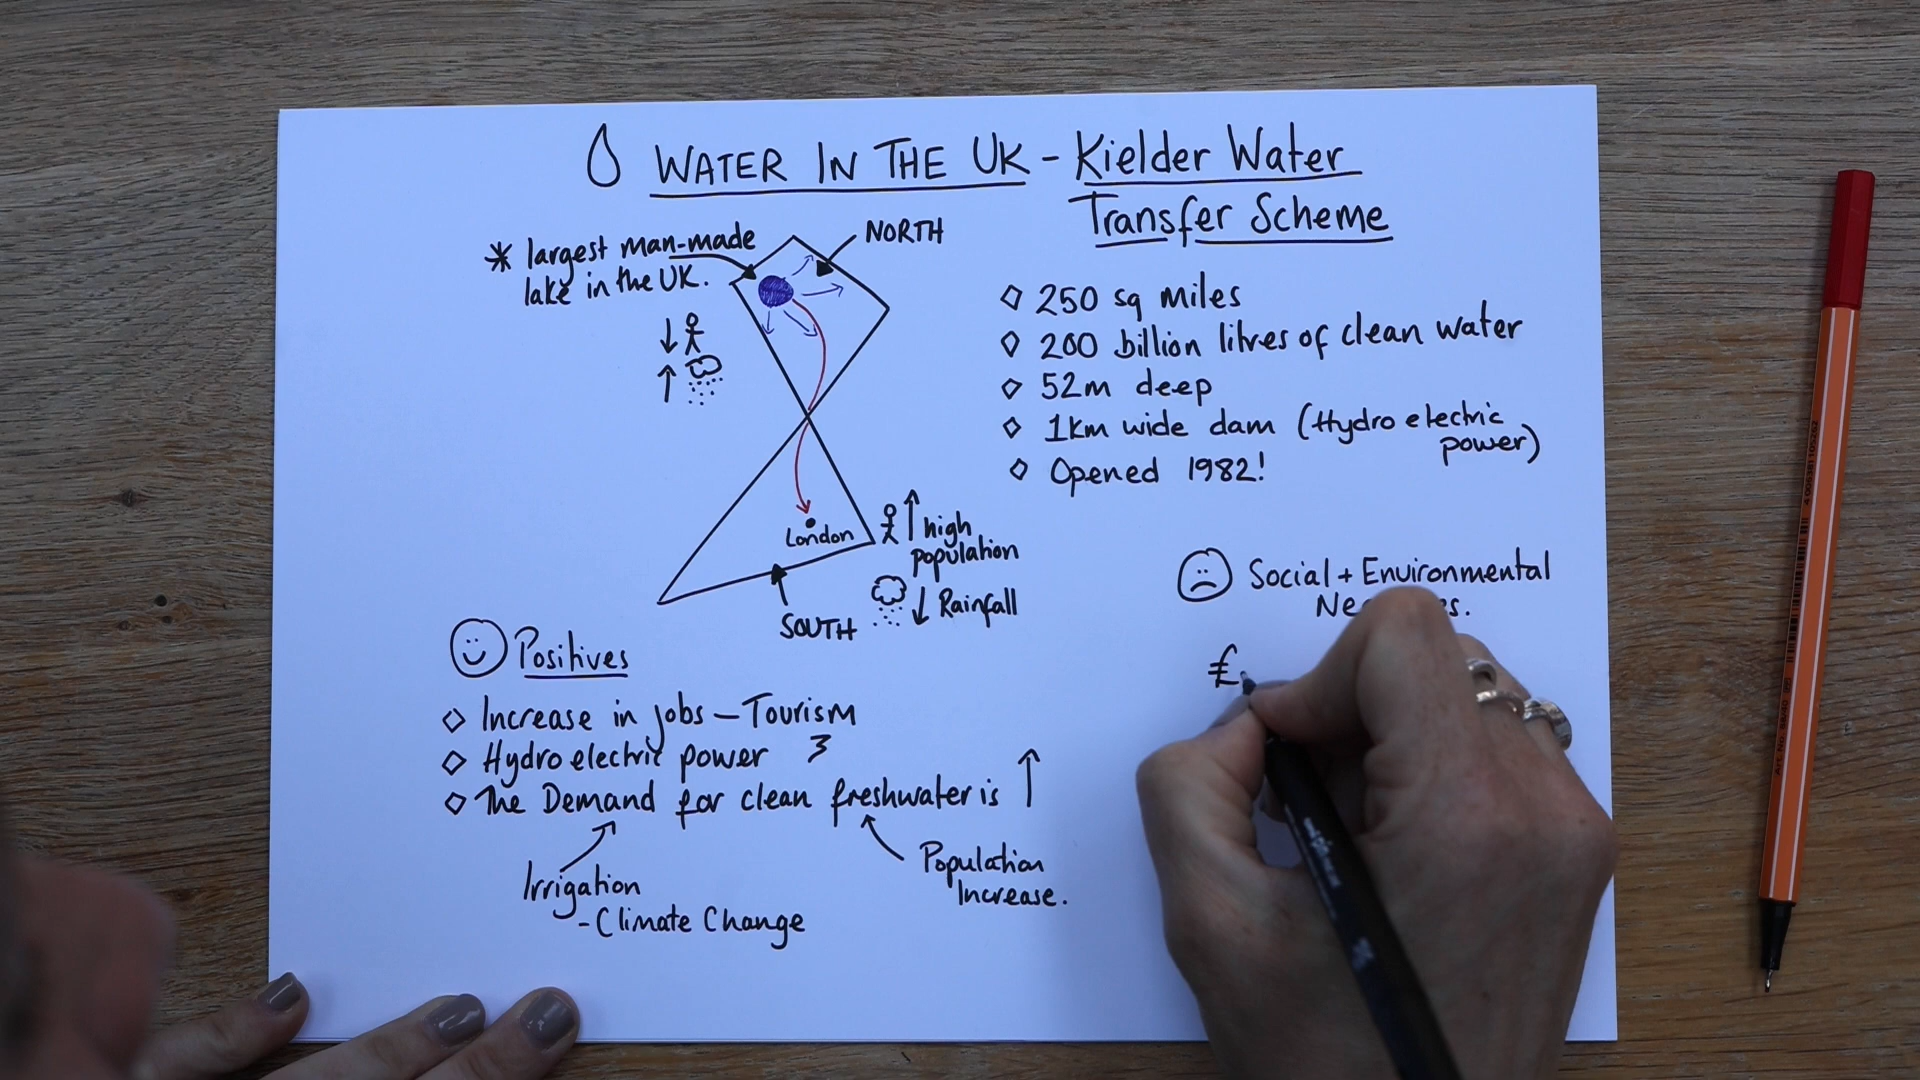 WATER IN THE UK - Kielder Water
Transfer Scheme
* largest man-made
lake in the UK.
NORTH
London
high
population
Rainfall
SOUTH
250 sq miles
200 billion litres of clean water
52m deep
1km wide dam (Hydro electric
power)
Opened 1982!
Positives
Increase in jobs - Tourism
Hydro electric power
The Demand for clean freshwater is ↑
Irrigation
- Climate Change
Population
Increase.
Social + Environmental
£